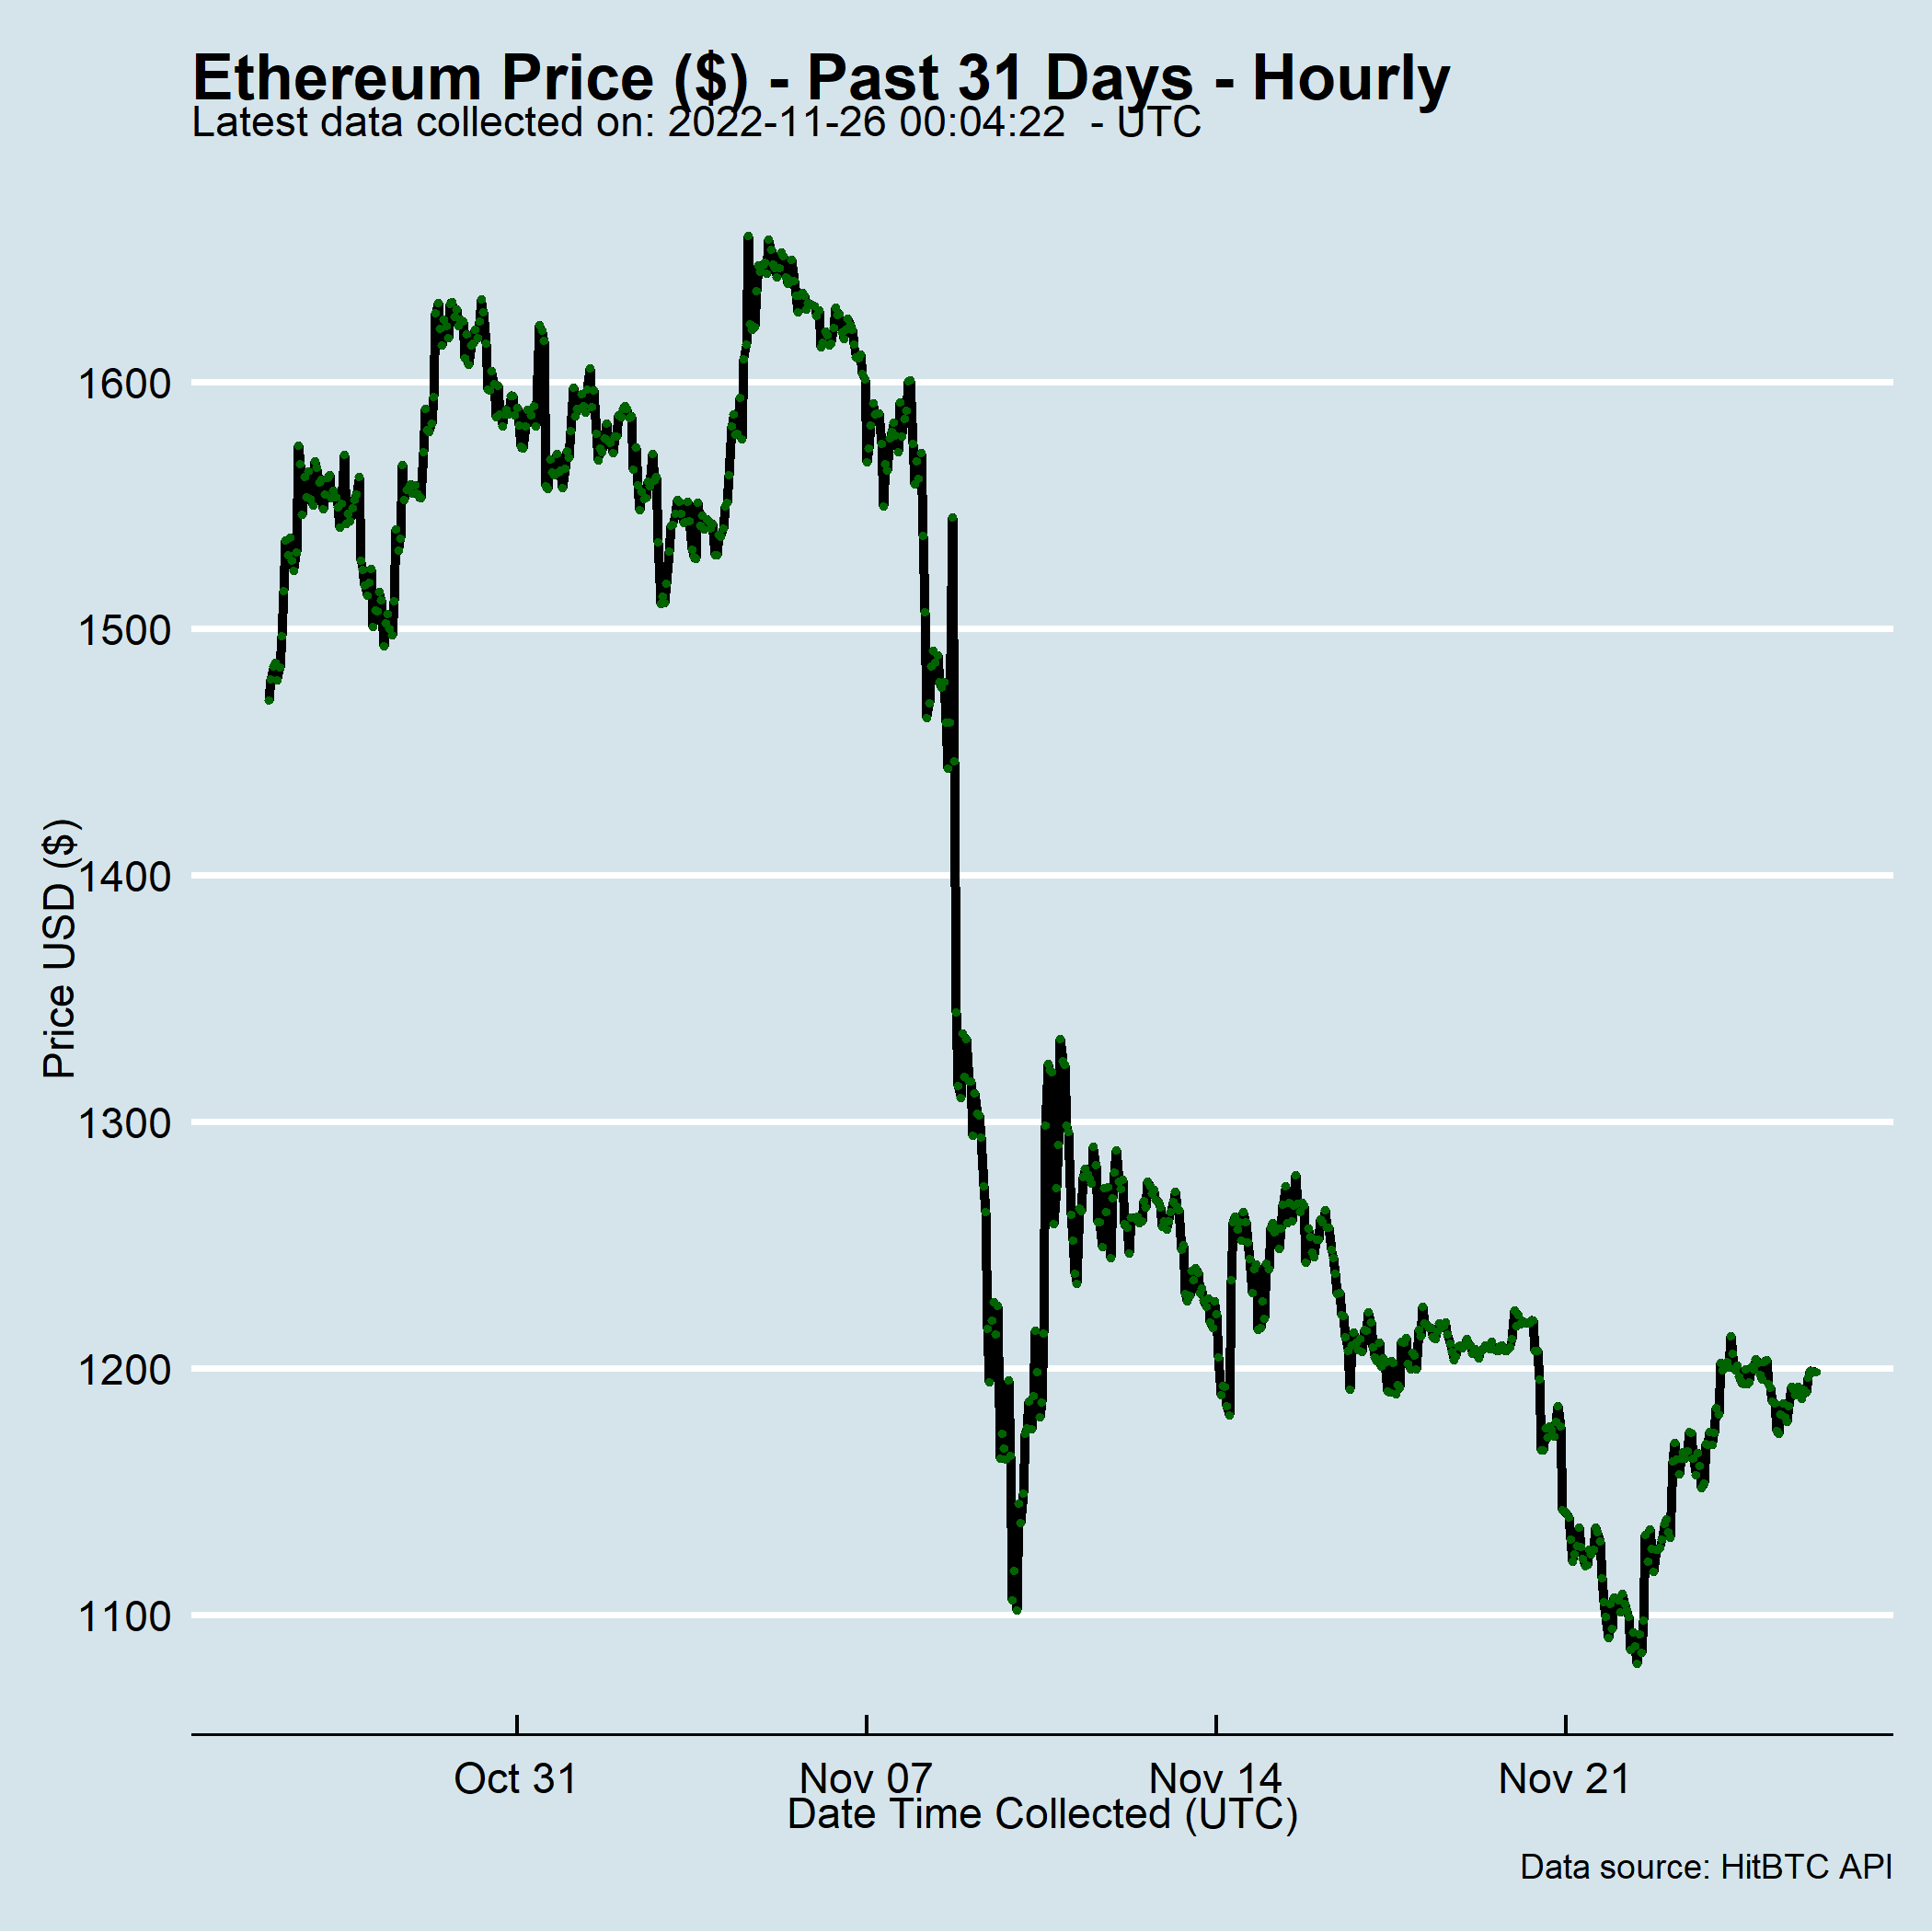 Ethereum Price ($) - Past 31 Days - Hourly
Latest data collected on: 2022-11-26 00:04:22  - UTC
Price USD ($)
1600
1500
1400
1300
1200
1100
Oct 31
Nov 07
Nov 14
Nov 21
Date Time Collected (UTC)
Data source: HitBTC API